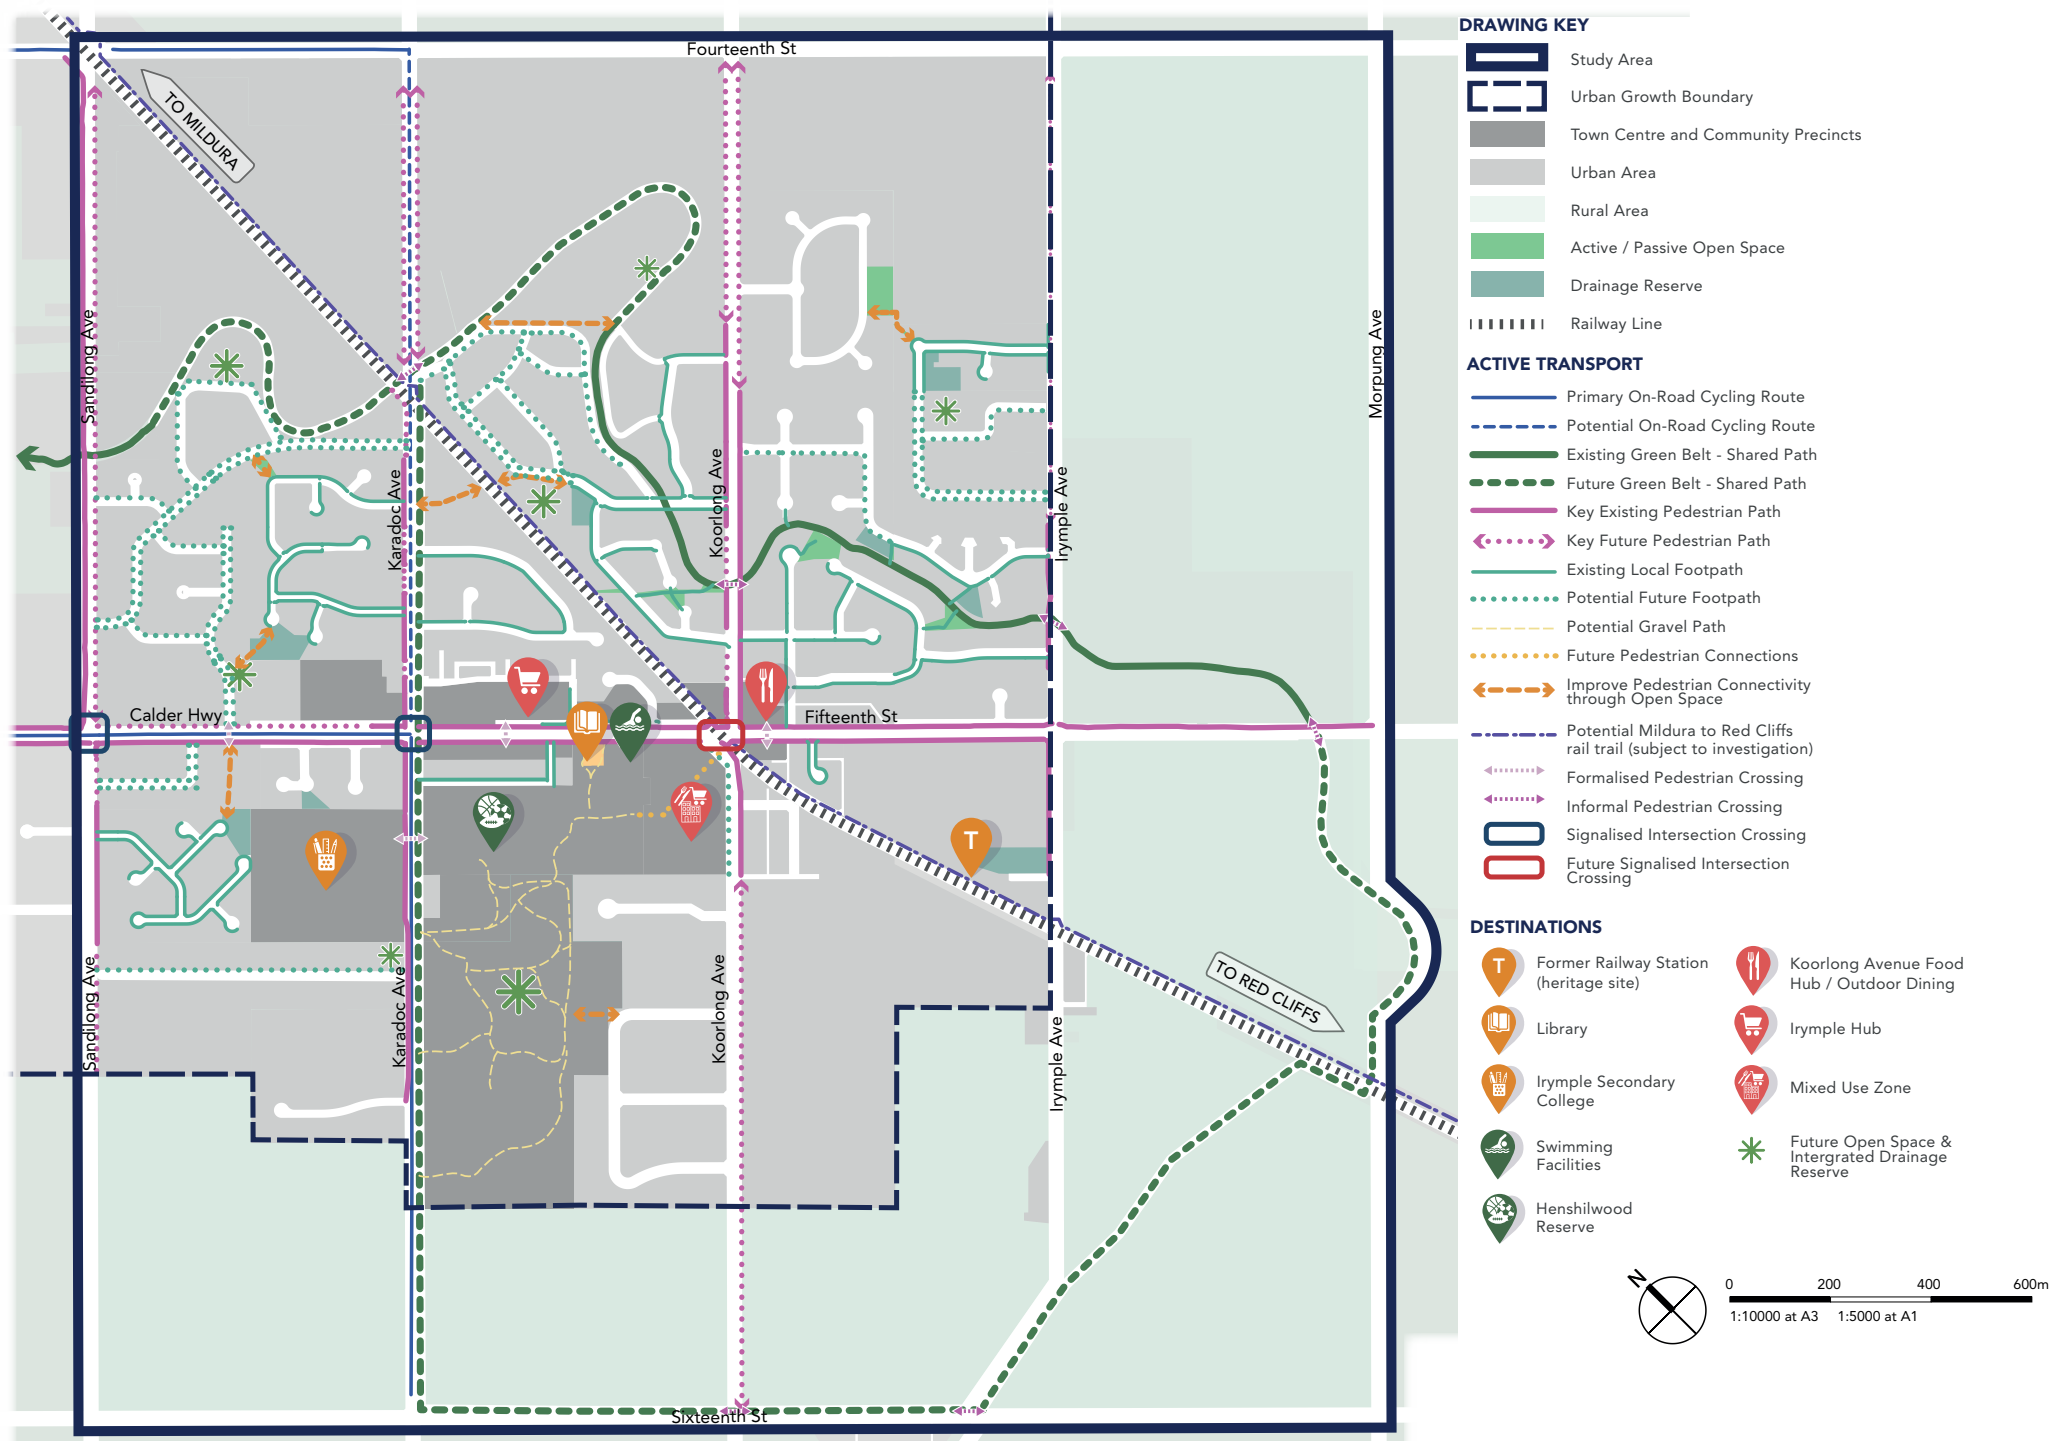 Fourteenth St
TO MILDURA
Sandilong Ave
Karadoc Ave
Koorlong Ave
Irymple Ave
Morpung Ave
Calder Hwy
Fifteenth St
T
Sandilong Ave
Karadoc Ave
Koorlong Ave
Irymple Ave
TO RED CLIFFS
Sixteenth St
DRAWING KEY
Study Area
Urban Growth Boundary
Town Centre and Community Precincts
Urban Area
Rural Area
Active / Passive Open Space
Drainage Reserve
Railway Line
ACTIVE TRANSPORT
Primary On-Road Cycling Route
Potential On-Road Cycling Route
Existing Green Belt - Shared Path
Future Green Belt - Shared Path
Key Existing Pedestrian Path
Key Future Pedestrian Path
Existing Local Footpath
Potential Future Footpath
Potential Gravel Path
Future Pedestrian Connections
Improve Pedestrian Connectivity
through Open Space
Potential Mildura to Red Cliffs
rail trail (subject to investigation)
Formalised Pedestrian Crossing
Informal Pedestrian Crossing
Signalised Intersection Crossing
Future Signalised Intersection
Crossing
DESTINATIONS
T
Former Railway Station
(heritage site)
Library
Irymple Secondary
College
Swimming
Facilities
Henshilwood
Reserve
Koorlong Avenue Food
Hub / Outdoor Dining
Irymple Hub
Mixed Use Zone
Future Open Space &
Intergrated Drainage
Reserve
N
0 200 400 600m
1:10000 at A3 1:5000 at A1